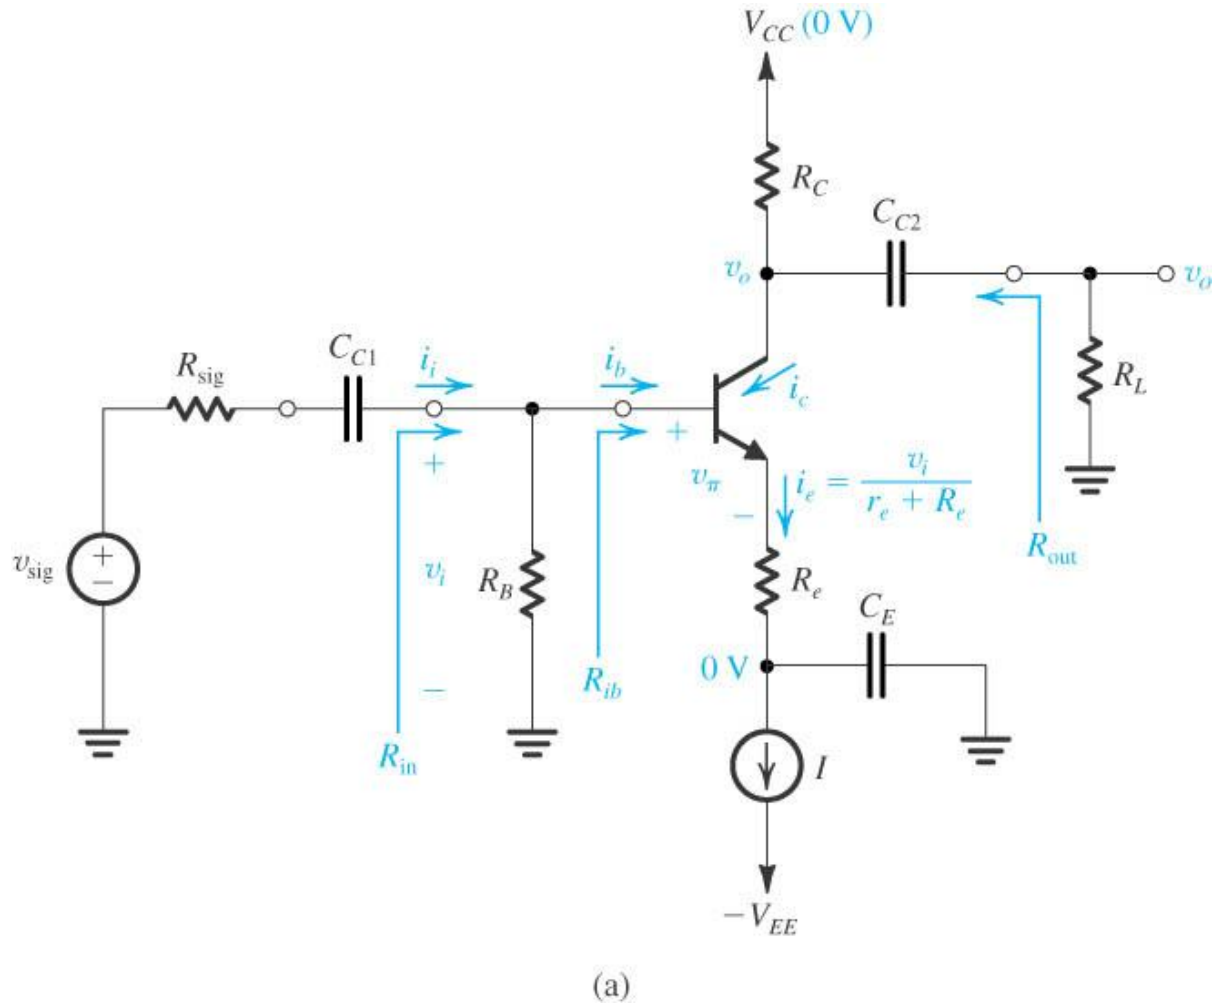 V_CC (0 V)
R_C
C_C2
v_o
v_o
C_C1
R_sig
i_i
i_b
i_c
R_L
+
+
v_π
i_e = v_i / (r_e + R_e)
−
R_out
+
−
v_sig
v_i
R_B
R_e
C_E
0 V
R_ib
−
R_in
I
−V_EE
(a)